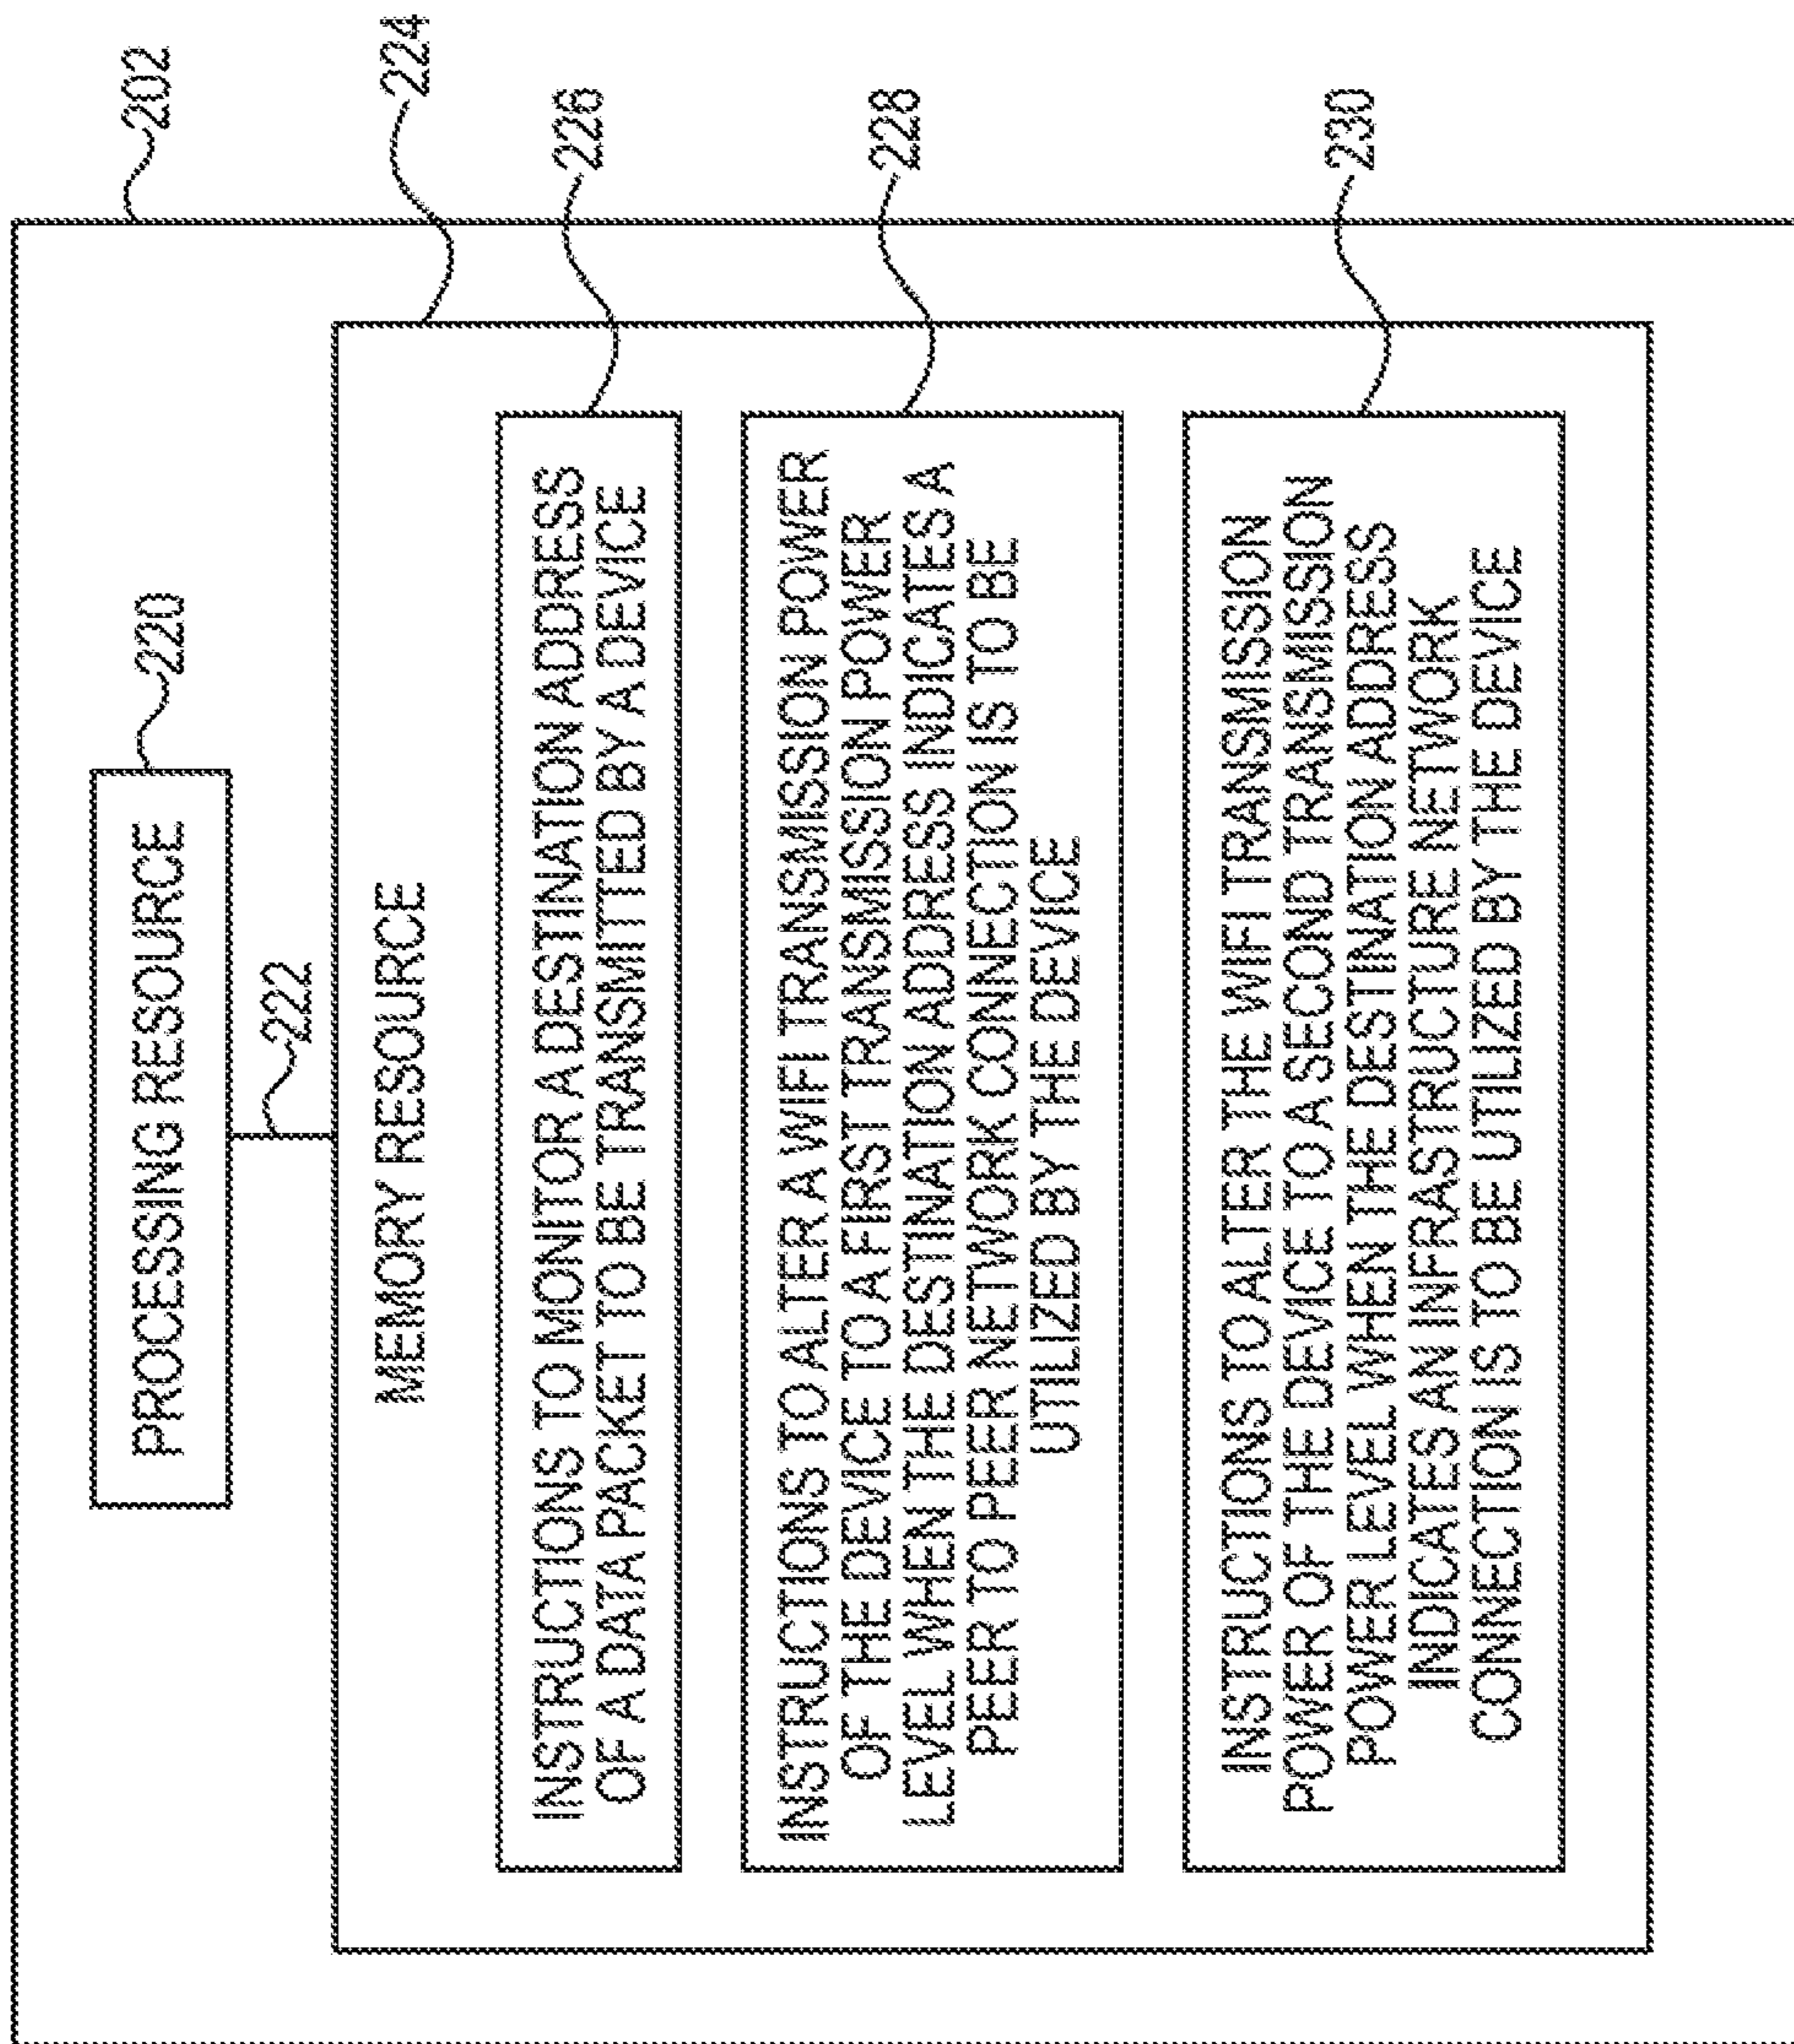 202
PROCESSING RESOURCE
220
222
224
MEMORY RESOURCE
INSTRUCTIONS TO MONITOR A DESTINATION ADDRESS
OF A DATA PACKET TO BE TRANSMITTED BY A DEVICE
226
INSTRUCTIONS TO ALTER A WIFI TRANSMISSION POWER
OF THE DEVICE TO A FIRST TRANSMISSION POWER
LEVEL WHEN THE DESTINATION ADDRESS INDICATES A
PEER TO PEER NETWORK CONNECTION IS TO BE
UTILIZED BY THE DEVICE
228
INSTRUCTIONS TO ALTER THE WIFI TRANSMISSION
POWER OF THE DEVICE TO A SECOND TRANSMISSION
POWER LEVEL WHEN THE DESTINATION ADDRESS
INDICATES AN INFRASTRUCTURE NETWORK
CONNECTION IS TO BE UTILIZED BY THE DEVICE
230